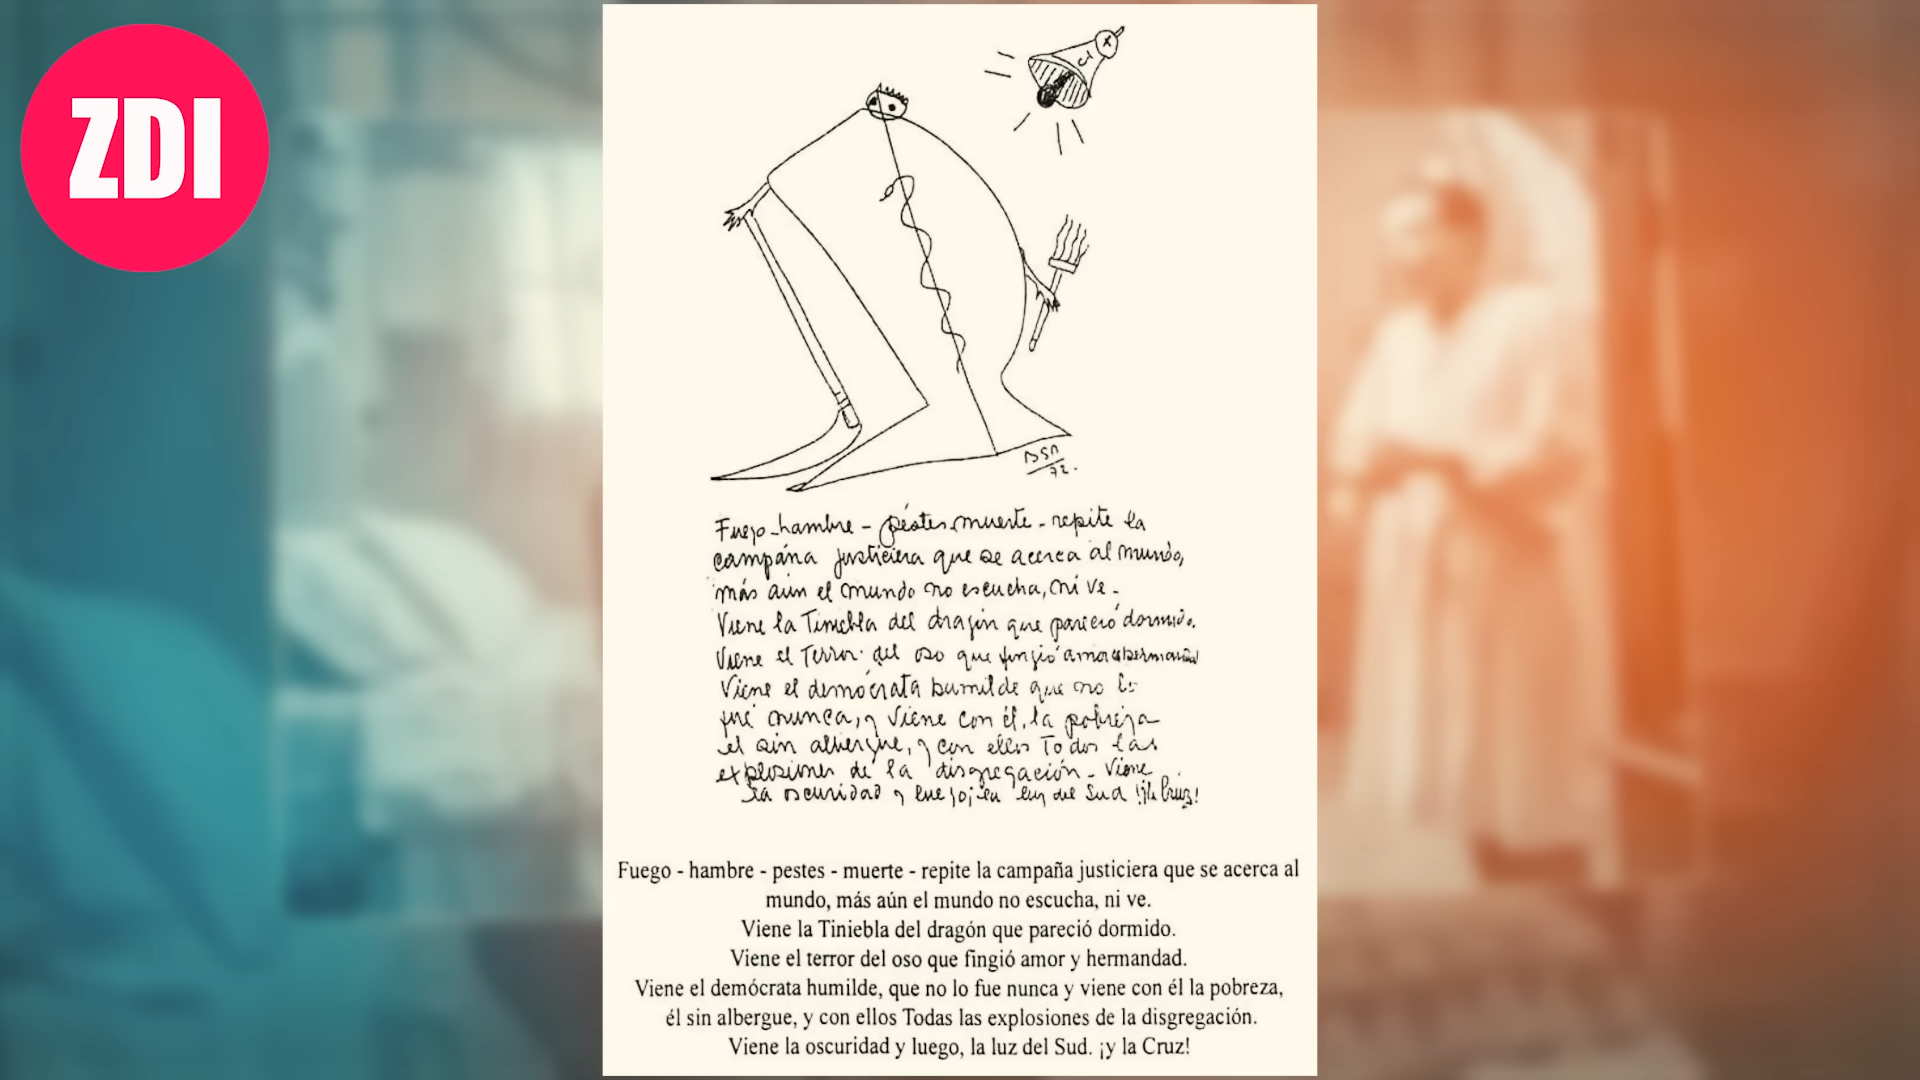 ZDI
CJ
X
BSP
72.
Fuego - hambre - péstes, muerte - repite la
campána justiciera que se acerca al mundo,
más aún el mundo no escucha, ni ve -
Viene la Tiniebla del dragón que pareció dormido.
Viene el Terror del oso que fingió amor
Viene el demócrata humilde que no lo
fué nunca, y viene con él, la pobreza
el sin albergue, y con ellos Todas las
explosiones de la disgregación - Viene
la oscuridad y luego, la luz del Sud ¡y la Cruz!
Fuego - hambre - pestes - muerte - repite la campaña justiciera que se acerca al
mundo, más aún el mundo no escucha, ni ve.
Viene la Tiniebla del dragón que pareció dormido.
Viene el terror del oso que fingió amor y hermandad.
Viene el demócrata humilde, que no lo fue nunca y viene con él la pobreza,
él sin albergue, y con ellos Todas las explosiones de la disgregación.
Viene la oscuridad y luego, la luz del Sud. ¡y la Cruz!